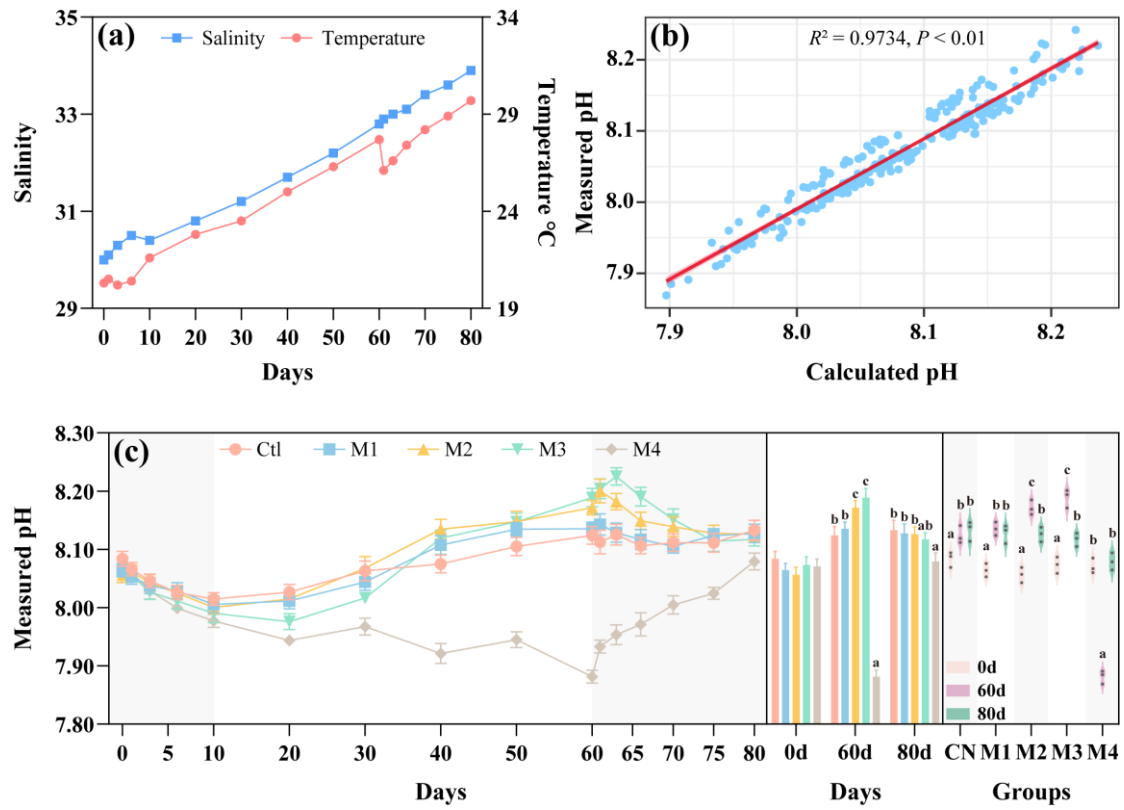 (a)
Salinity Temperature
35
33
31
29
Salinity
34
29
24
19
Temperature °C
0 10 20 30 40 50 60 70 80
Days
(b)
R² = 0.9734, P < 0.01
8.2
8.1
8.0
7.9
Measured pH
7.9 8.0 8.1 8.2
Calculated pH
(c)
Ctl M1 M2 M3 M4
8.30
8.20
8.10
8.00
7.90
7.80
Measured pH
0 5 10 20 30 40 50 60 65 70 75 80
Days
b b c c a
b b b ab a
0d 60d 80d
Days
a b b
a b b
a c b
a c b
b a b
0d
60d
80d
CN M1 M2 M3 M4
Groups